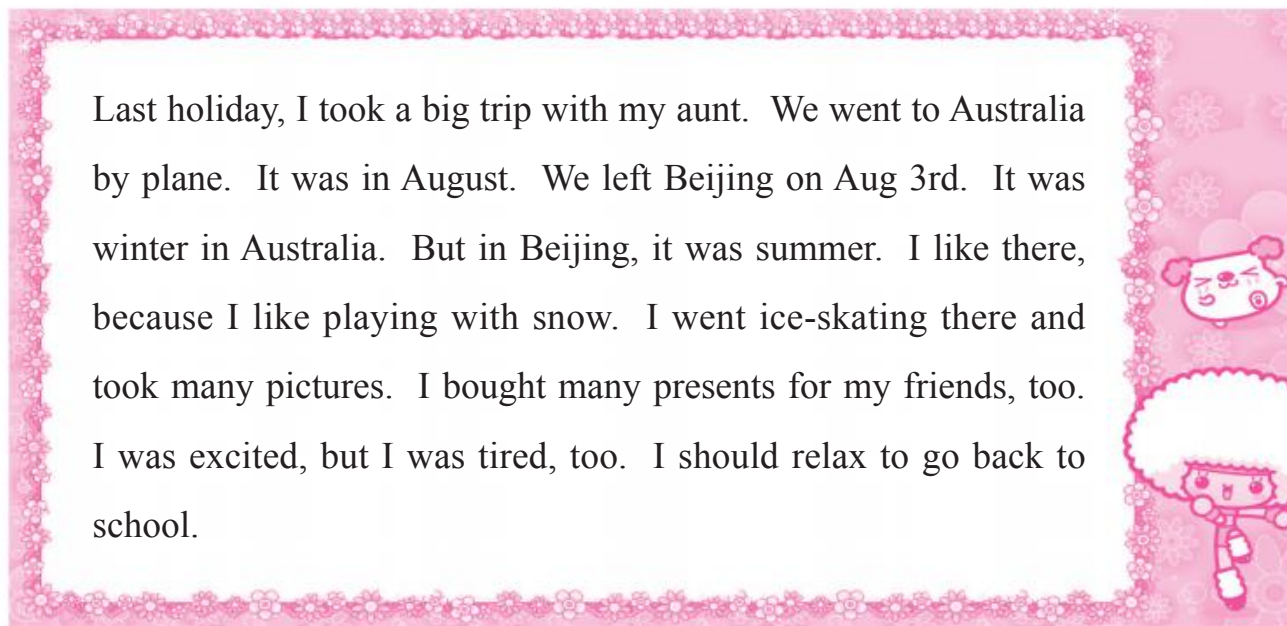 Last holiday, I took a big trip with my aunt. We went to Australia
by plane. It was in August. We left Beijing on Aug 3rd. It was
winter in Australia. But in Beijing, it was summer. I like there,
because I like playing with snow. I went ice-skating there and
took many pictures. I bought many presents for my friends, too.
I was excited, but I was tired, too. I should relax to go back to
school.